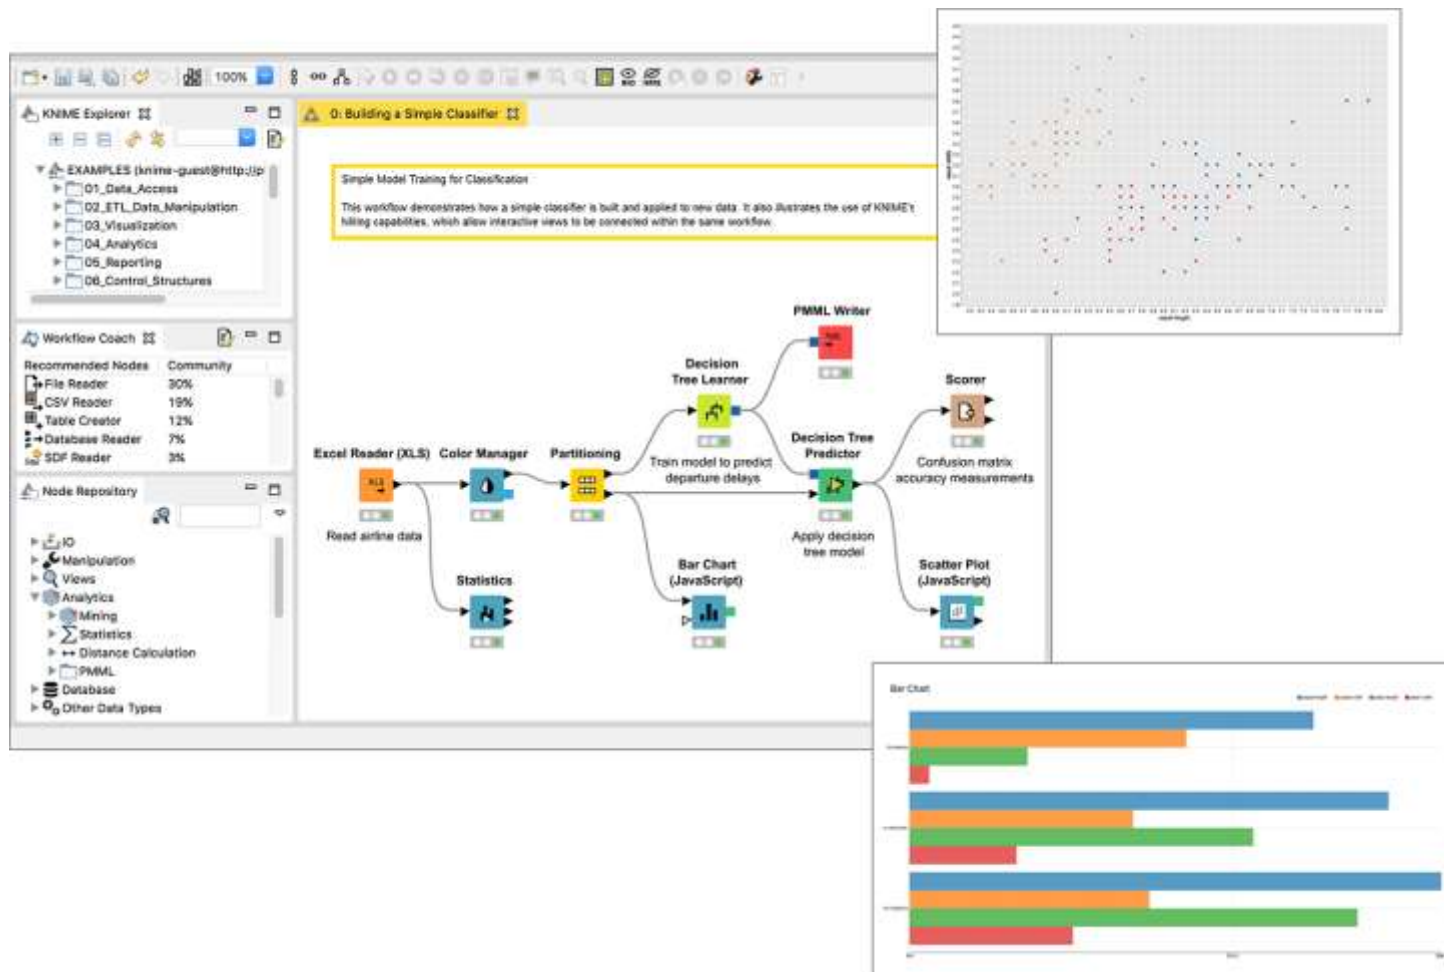 100%
KNIME Explorer
EXAMPLES (knime-guest@http://p
01_Data_Access
02_ETL_Data_Manipulation
03_Visualization
04_Analytics
05_Reporting
06_Control_Structures
Workflow Coach
Recommended Nodes Community
File Reader 30%
CSV Reader 19%
Table Creator 12%
Database Reader 7%
SDF Reader 3%
Node Repository
IO
Manipulation
Views
Analytics
Mining
Statistics
Distance Calculation
PMML
Database
Other Data Types
0: Building a Simple Classifier
Simple Model Training for Classification
This workflow demonstrates how a simple classifier is built and applied to new data. It also illustrates the use of KNIME's
hiliting capabilities, which allow interactive views to be connected within the same workflow.
PMML Writer
Decision
Tree Learner
Scorer
Excel Reader (XLS) Color Manager Partitioning
Decision Tree
Predictor
XLS
Train model to predict
departure delays
Confusion matrix
accuracy measurements
Read airline data
Apply decision
tree model
Statistics
Bar Chart
(JavaScript)
Scatter Plot
(JavaScript)
Bar Chart